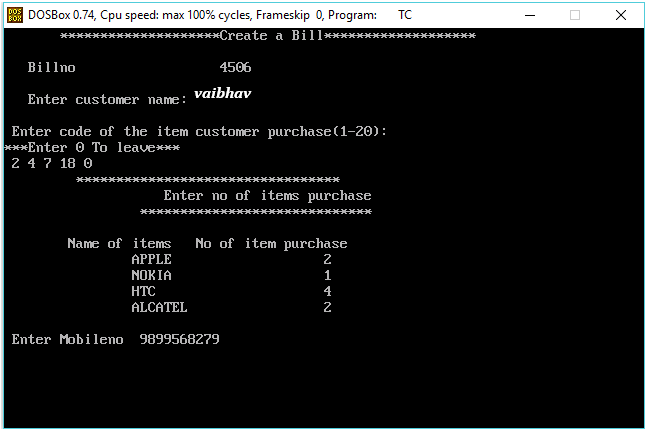 DOS BOX DOSBox 0.74, Cpu speed: max 100% cycles, Frameskip 0, Program: TC
********************Create a Bill*******************
Billno 4506
Enter customer name: vaibhav
Enter code of the item customer purchase(1-20):
***Enter 0 To leave***
2 4 7 18 0
*********************************
Enter no of items purchase
*****************************
Name of items No of item purchase
APPLE 2
NOKIA 1
HTC 4
ALCATEL 2
Enter Mobileno 9899568279